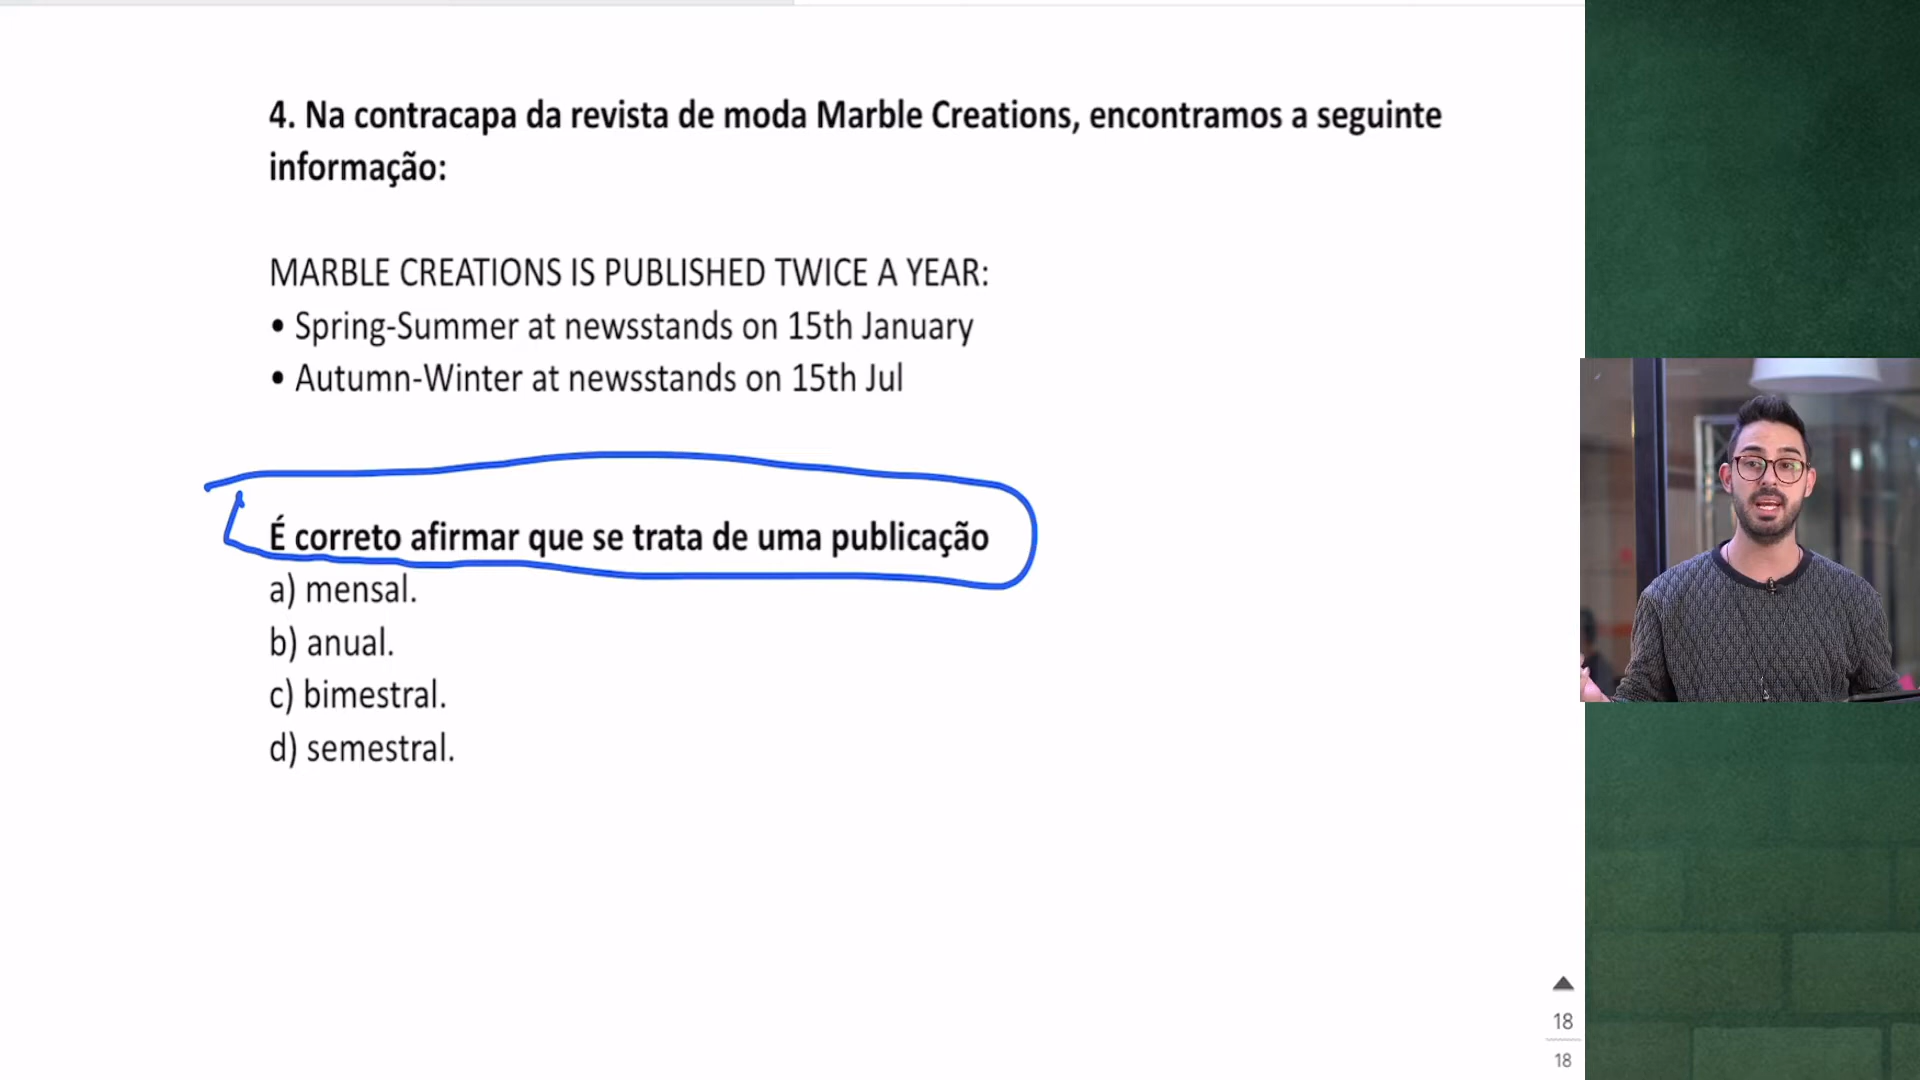 4. Na contracapa da revista de moda Marble Creations, encontramos a seguinte
informação:
MARBLE CREATIONS IS PUBLISHED TWICE A YEAR:
• Spring-Summer at newsstands on 15th January
• Autumn-Winter at newsstands on 15th Jul
É correto afirmar que se trata de uma publicação
a) mensal.
b) anual.
c) bimestral.
d) semestral.
18
18